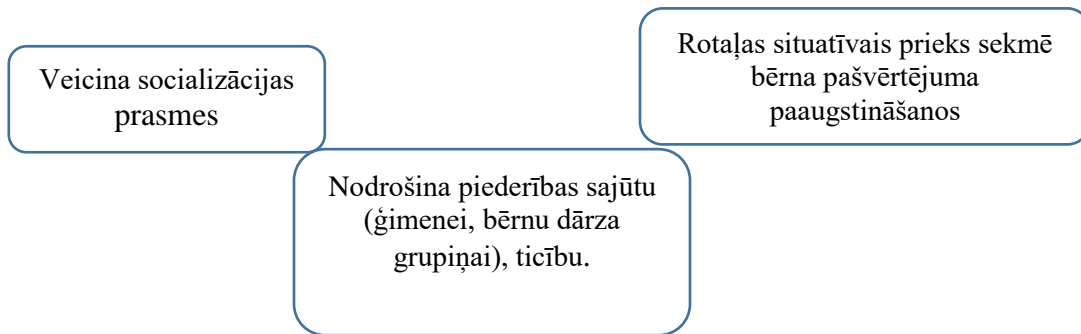 Veicina socializācijas
prasmes
Rotaļas situatīvais prieks sekmē
bērna pašvērtējuma
paaugstināšanos
Nodrošina piederības sajūtu
(ģimenei, bērnu dārza
grupiņai), ticību.